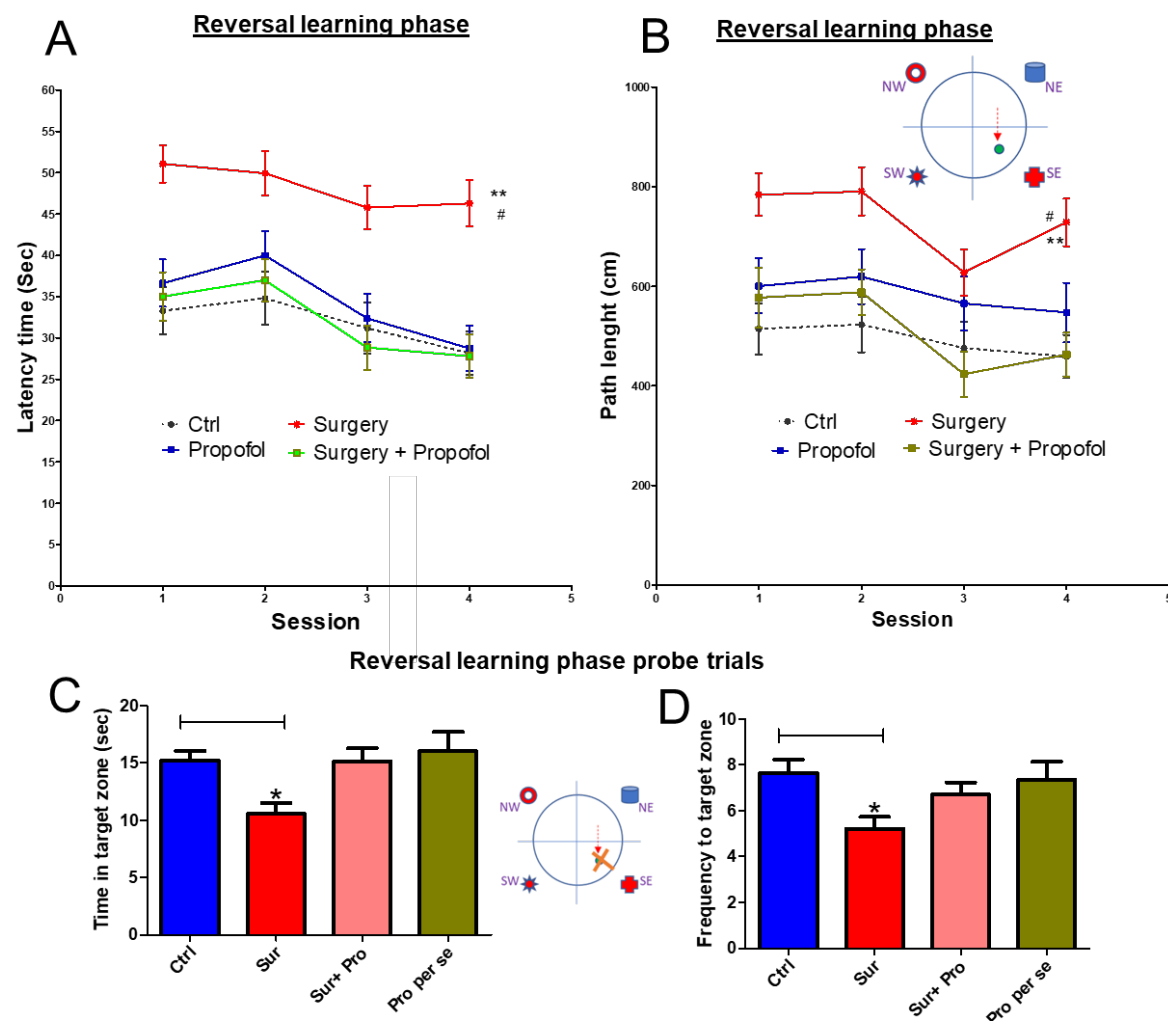 A
Reversal learning phase
60
55
50
45
40
35
30
25
20
15
10
5
0
Latency time (Sec)
**
#
Ctrl
Surgery
Propofol
Surgery + Propofol
0
1
2
3
4
5
Session
B
Reversal learning phase
NW
NE
SW
SE
1000
800
600
400
200
0
Path lenght (cm)
#
**
Ctrl
Surgery
Propofol
Surgery + Propofol
0
1
2
3
4
5
Session
Reversal learning phase probe trials
C
20
15
10
5
0
Time in target zone (sec)
*
Ctrl
Sur
Sur+ Pro
Pro per se
NW
NE
SW
SE
D
10
8
6
4
2
0
Frequency to target zone
*
Ctrl
Sur
Sur+ Pro
Pro per se